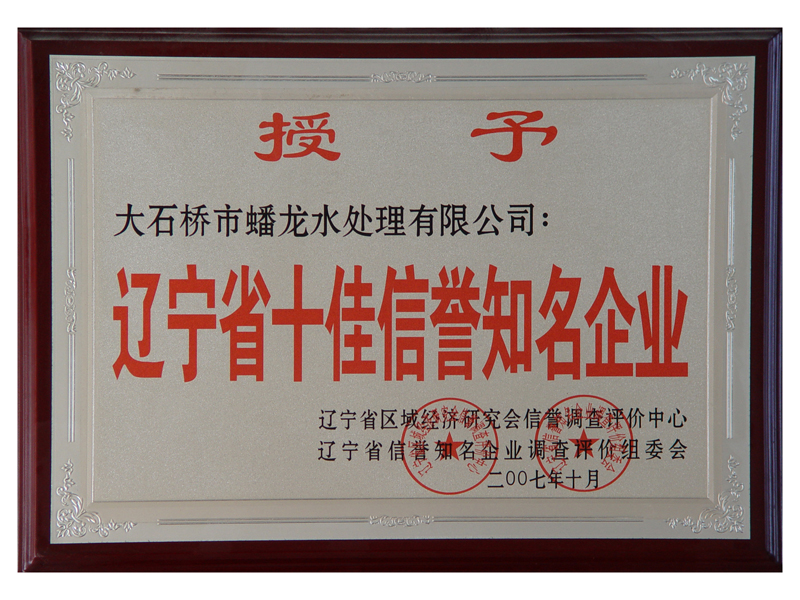 授 予
大石桥市蟠龙水处理有限公司：
辽宁省十佳信誉知名企业
辽宁省区域经济研究会信誉调查评价中心
辽宁省信誉知名企业调查评价组委会
二00七年十月